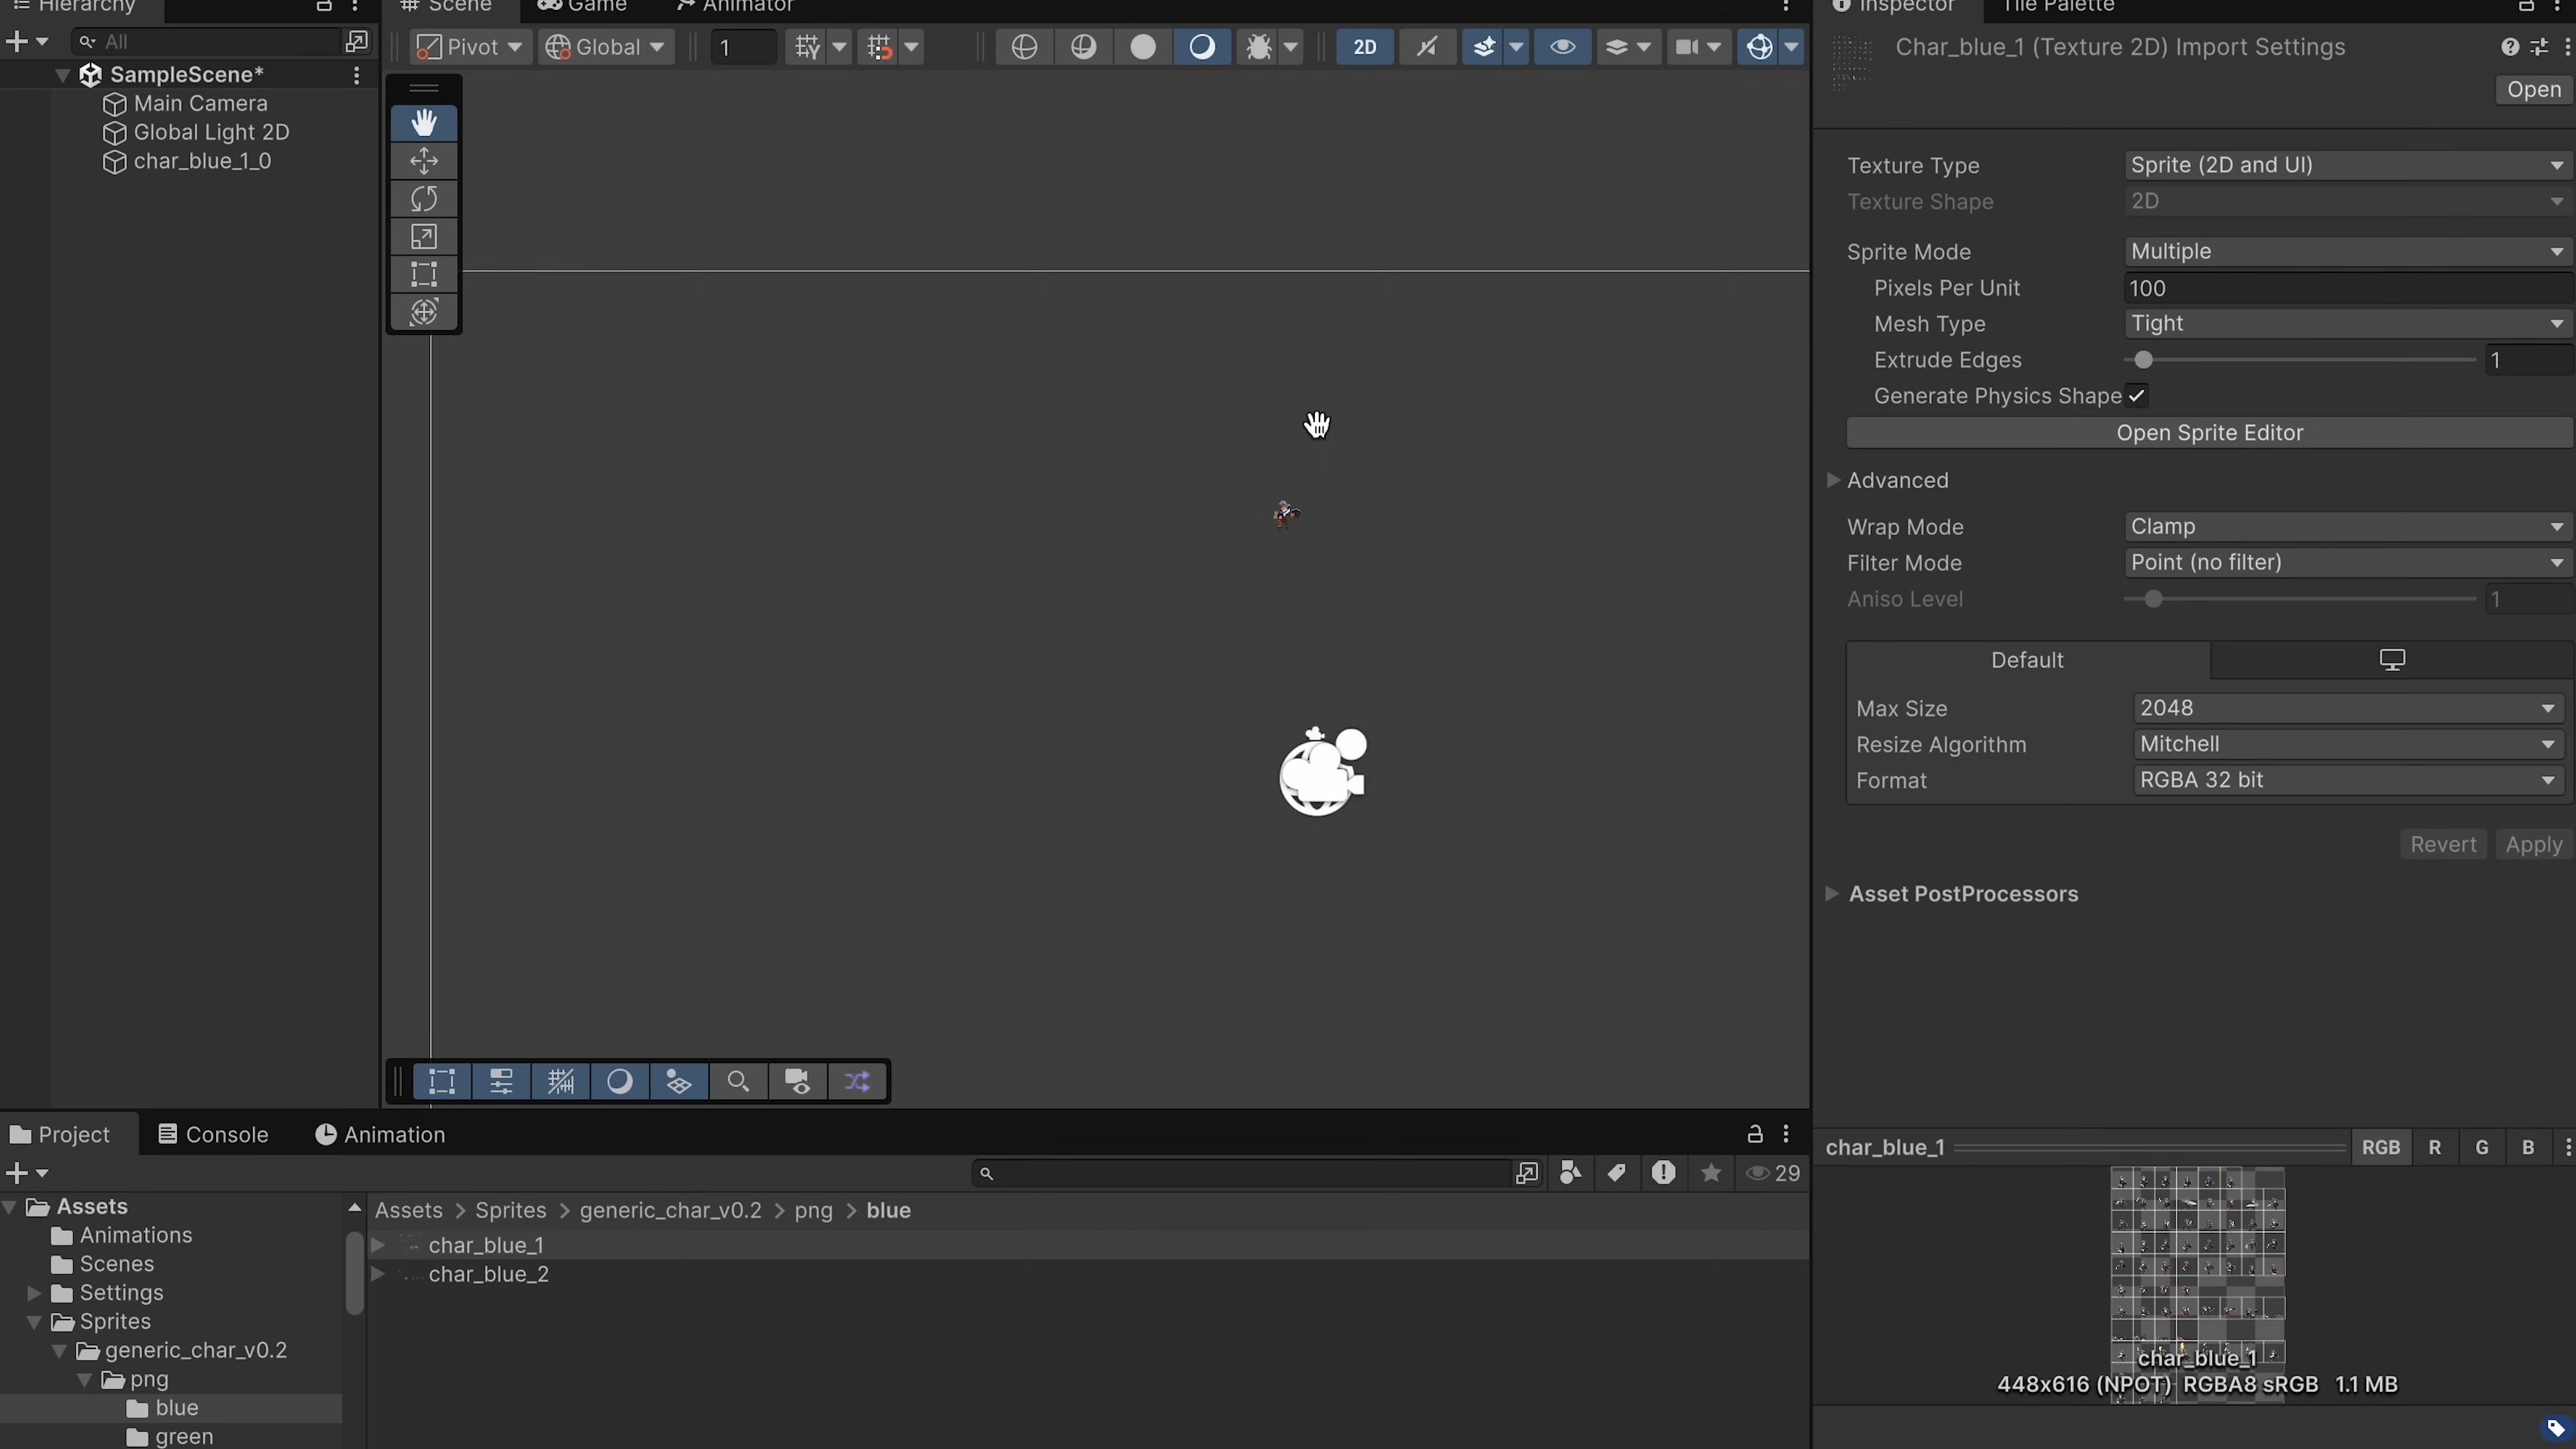 Hierarchy
All
SampleScene*
Main Camera
Global Light 2D
char_blue_1_0
Scene
Game
Animator
Pivot
Global
1
2D
Inspector
Tile Palette
Char_blue_1 (Texture 2D) Import Settings
Open
Texture Type
Sprite (2D and UI)
Texture Shape
2D
Sprite Mode
Multiple
Pixels Per Unit
100
Mesh Type
Tight
Extrude Edges
1
Generate Physics Shape
Open Sprite Editor
Advanced
Wrap Mode
Clamp
Filter Mode
Point (no filter)
Aniso Level
1
Default
Max Size
2048
Resize Algorithm
Mitchell
Format
RGBA 32 bit
Revert
Apply
Asset PostProcessors
Project
Console
Animation
29
Assets
Animations
Scenes
Settings
Sprites
generic_char_v0.2
png
blue
green
Assets > Sprites > generic_char_v0.2 > png > blue
char_blue_1
char_blue_2
char_blue_1
RGB
R
G
B
char_blue_1
448x616 (NPOT) RGBA8 sRGB 1.1 MB